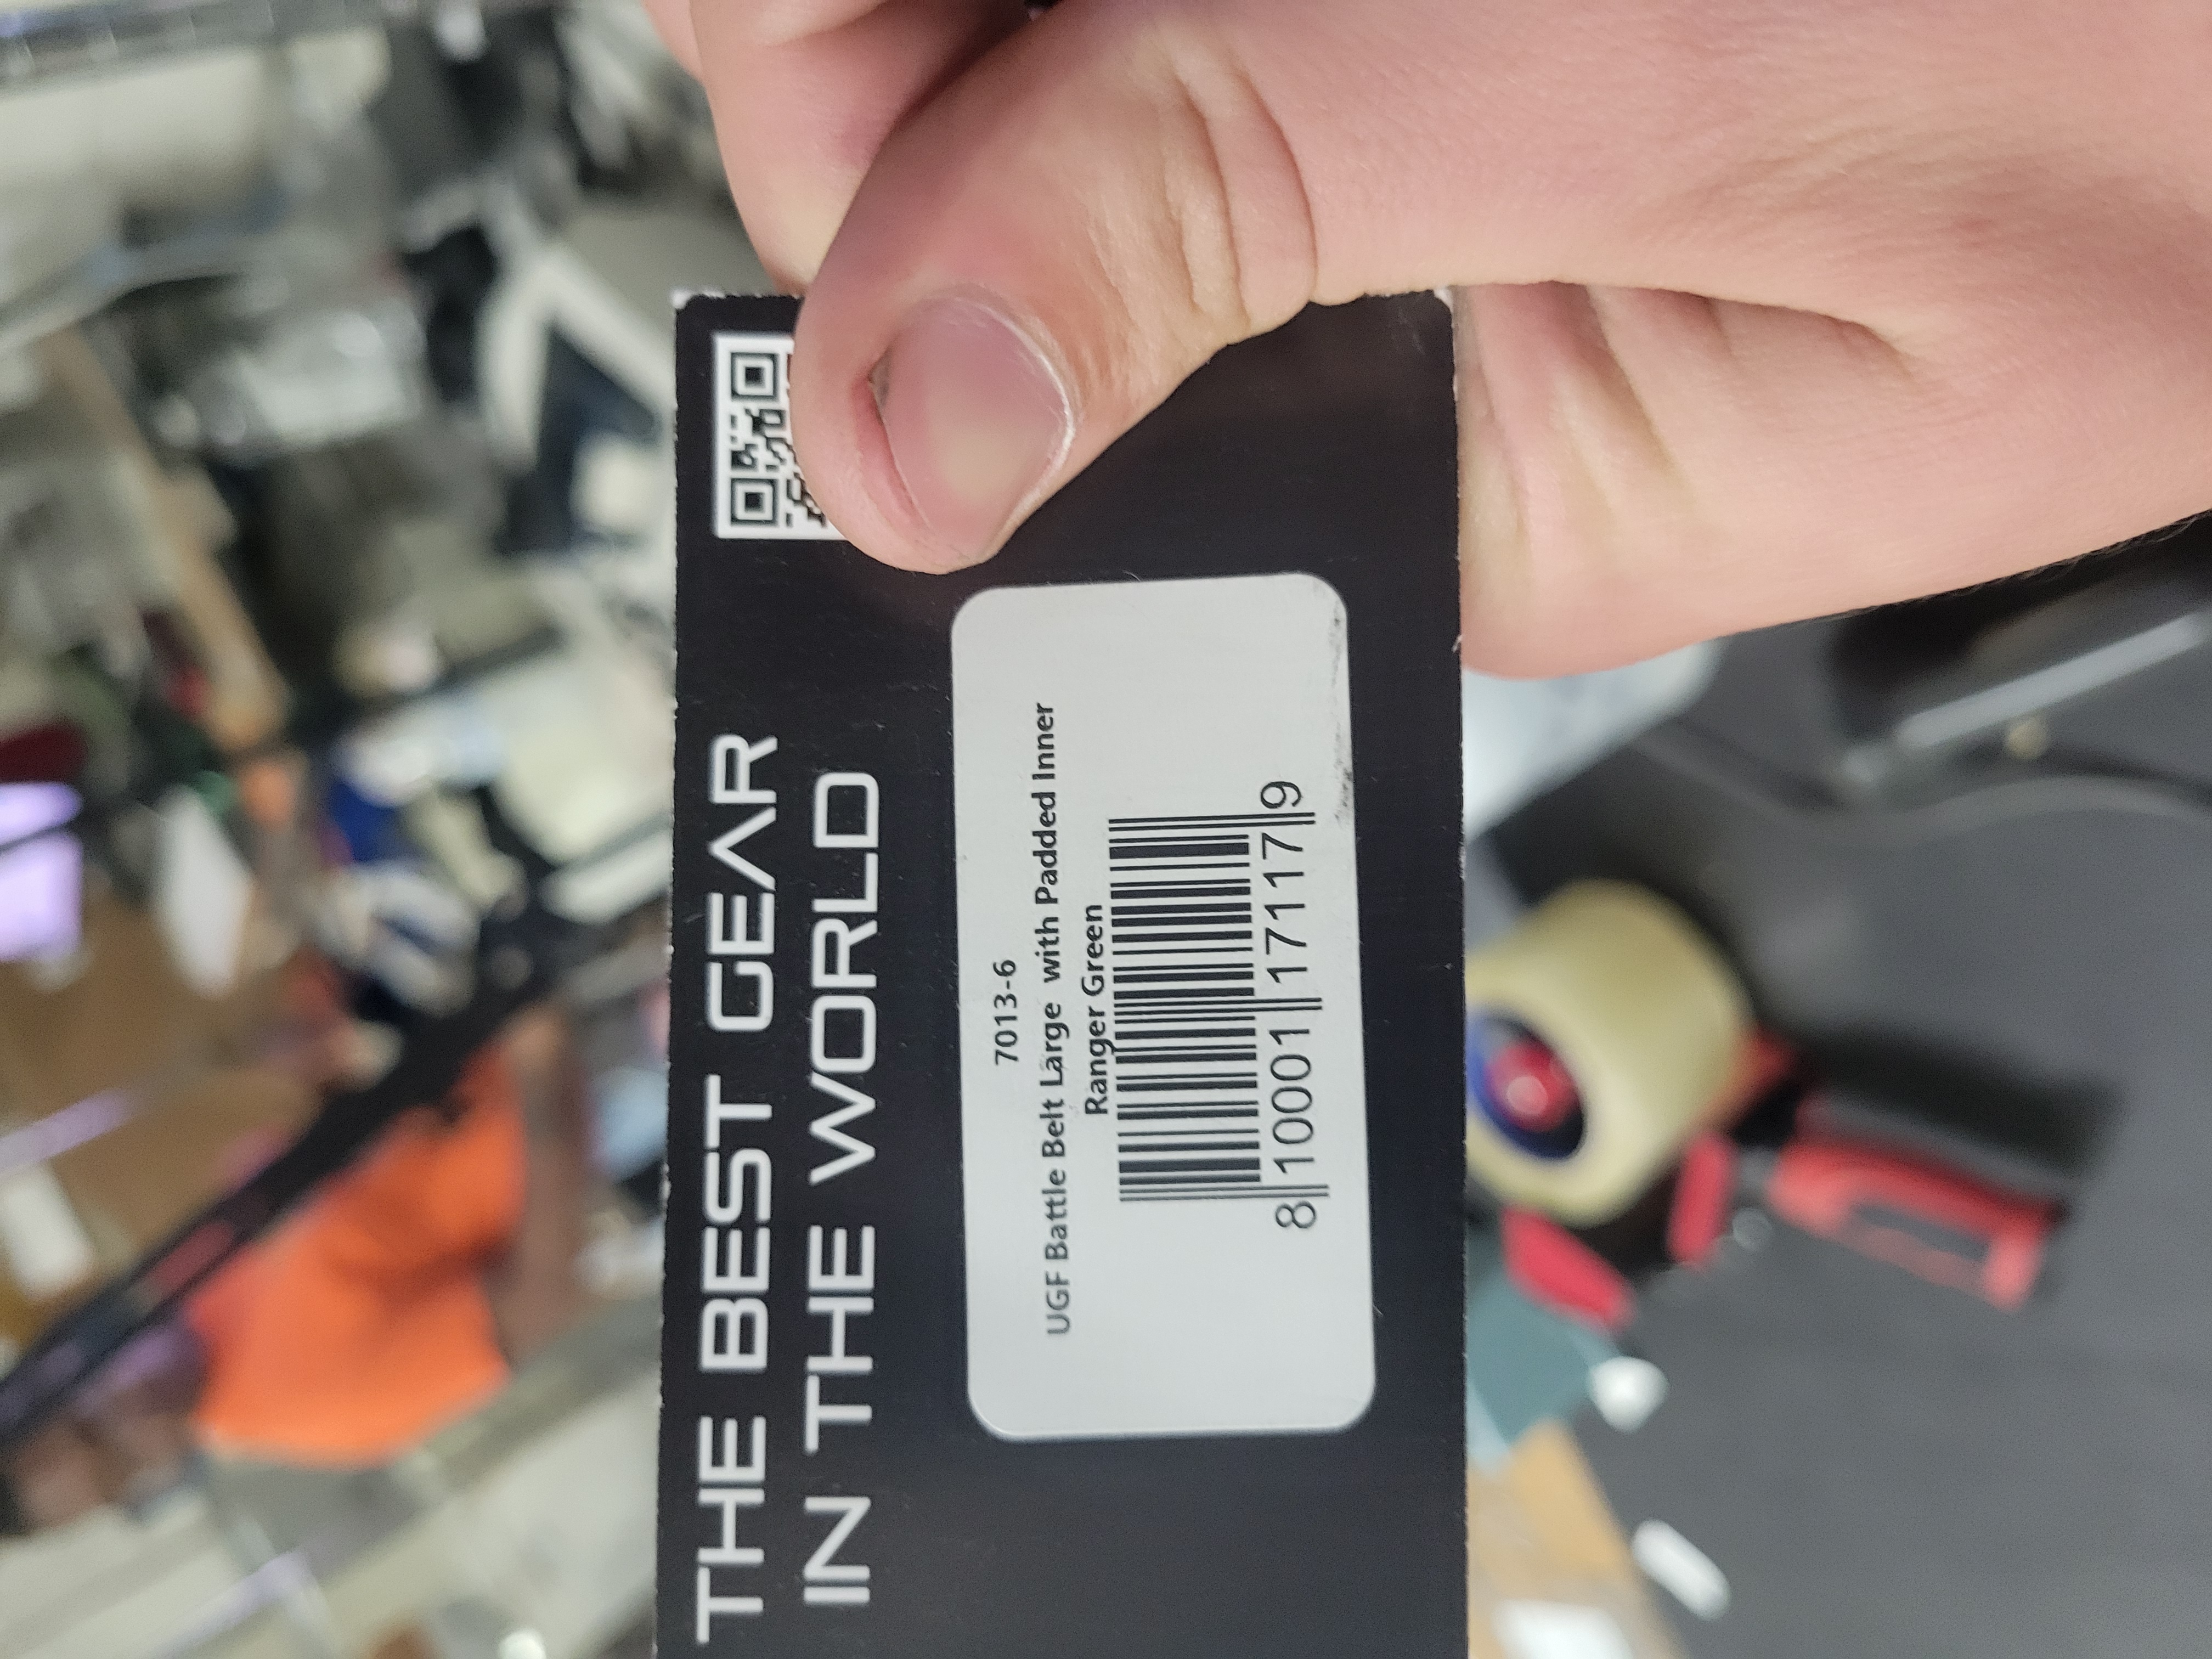 THE BEST GEAR
IN THE WORLD
7013-6
UGF Battle Belt Large with Padded Inner
Ranger Green
8 10001 17117 9